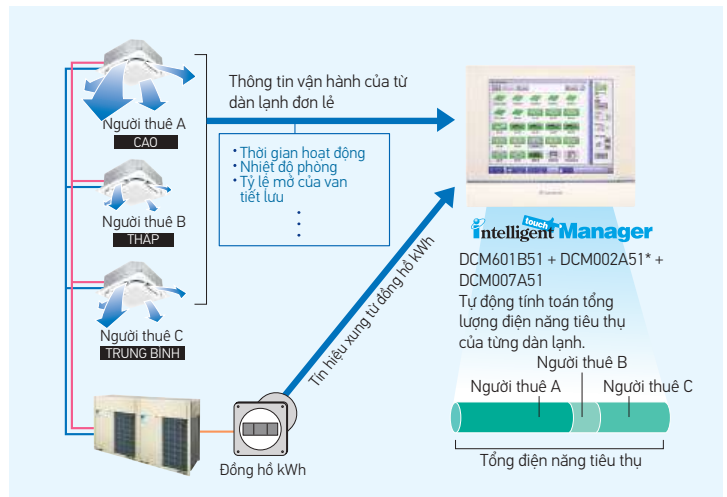 Người thuê A
CAO
Người thuê B
THẤP
Người thuê C
TRUNG BÌNH
Thông tin vận hành của từ
dàn lạnh đơn lẻ
• Thời gian hoạt động
• Nhiệt độ phòng
• Tỷ lệ mở của van
tiết lưu
Tín hiệu xung từ đồng hồ kWh
Đồng hồ kWh
intelligent touch Manager
DCM601B51 + DCM002A51* +
DCM007A51
Tự động tính toán tổng
lượng điện năng tiêu thụ
của từng dàn lạnh.
Người thuê B
Người thuê A
Người thuê C
Tổng điện năng tiêu thụ